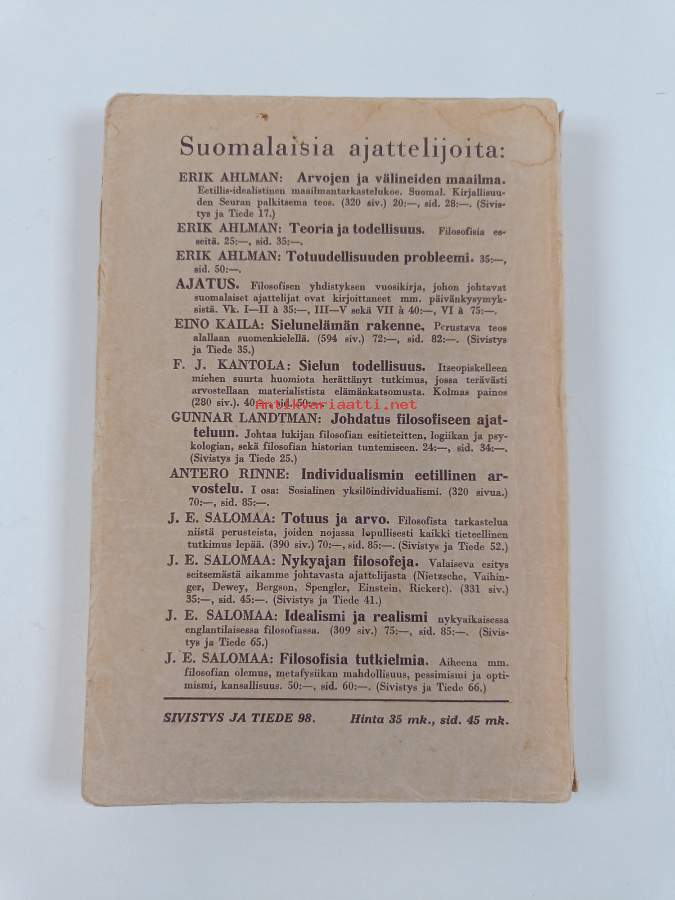 Suomalaisia ajattelijoita:
ERIK AHLMAN: Arvojen ja välineiden maailma.
Eetillis-idealistinen maailmantarkastelukoe. Suomal. Kirjallisuu-
den Seuran palkitsema teos. (320 siv.) 20:—, sid. 28:—. (Sivis-
tys ja Tiede 17.)
ERIK AHLMAN: Teoria ja todellisuus. Filosofisia es-
seitä. 25:—, sid. 35:—.
ERIK AHLMAN: Totuudellisuuden probleemi. 35:—,
sid. 50:—.
AJATUS. Filosofisen yhdistyksen vuosikirja, johon johtavat
suomalaiset ajattelijat ovat kirjoittaneet mm. päivänkysymyk-
sistä. Vk. I—II à 35:—, III—V sekä VII à 40:—, VI à 75:—.
EINO KAILA: Sielunelämän rakenne. Perustava teos
alallaan suomenkielellä. (594 siv.) 72:—, sid. 82:—. (Sivistys
ja Tiede 35.)
F. J. KANTOLA: Sielun todellisuus. Itseopiskelleen
miehen suurta huomiota herättänyt tutkimus, jossa terävästi
arvostellaan materialistista elämänkatsomusta. Kolmas painos
(280 siv.). 40:—, sid. 50:—.
Antikvariaatti.net
GUNNAR LANDTMAN: Johdatus filosofiseen ajat-
teluun. Johtaa lukijan filosofian esitieteitten, logiikan ja psy-
kologian, sekä filosofian historian tuntemiseen. 24:—, sid. 34:—.
(Sivistys ja Tiede 25.)
ANTERO RINNE: Individualismin eetillinen ar-
vostelu. I osa: Sosialinen yksilöindividualismi. (320 sivua.)
70:—, sid. 85:—.
J. E. SALOMAA: Totuus ja arvo. Filosofista tarkastelua
niistä perusteista, joiden nojassa lopullisesti kaikki tieteellinen
tutkimus lepää. (390 siv.) 70:—, sid. 85:—. (Sivistys ja Tiede 52.)
J. E. SALOMAA: Nykyajan filosofeja. Valaiseva esitys
seitsemästä aikamme johtavasta ajattelijasta (Nietzsche, Vaihin-
ger, Dewey, Bergson, Spengler, Einstein, Rickert). (331 siv.)
35:—, sid. 45:—. (Sivistys ja Tiede 41.)
J. E. SALOMAA: Idealismi ja realismi nykyaikaisessa
englantilaisessa filosofiassa. (309 siv.) 75:—, sid. 85:—. (Sivis-
tys ja Tiede 65.)
J. E. SALOMAA: Filosofisia tutkielmia. Aiheena mm.
filosofian olemus, metafysiikan mahdollisuus, pessimismi ja opti-
mismi, kansallisuus. 50:—, sid. 60:—. (Sivistys ja Tiede 66.)
SIVISTYS JA TIEDE 98. Hinta 35 mk., sid. 45 mk.